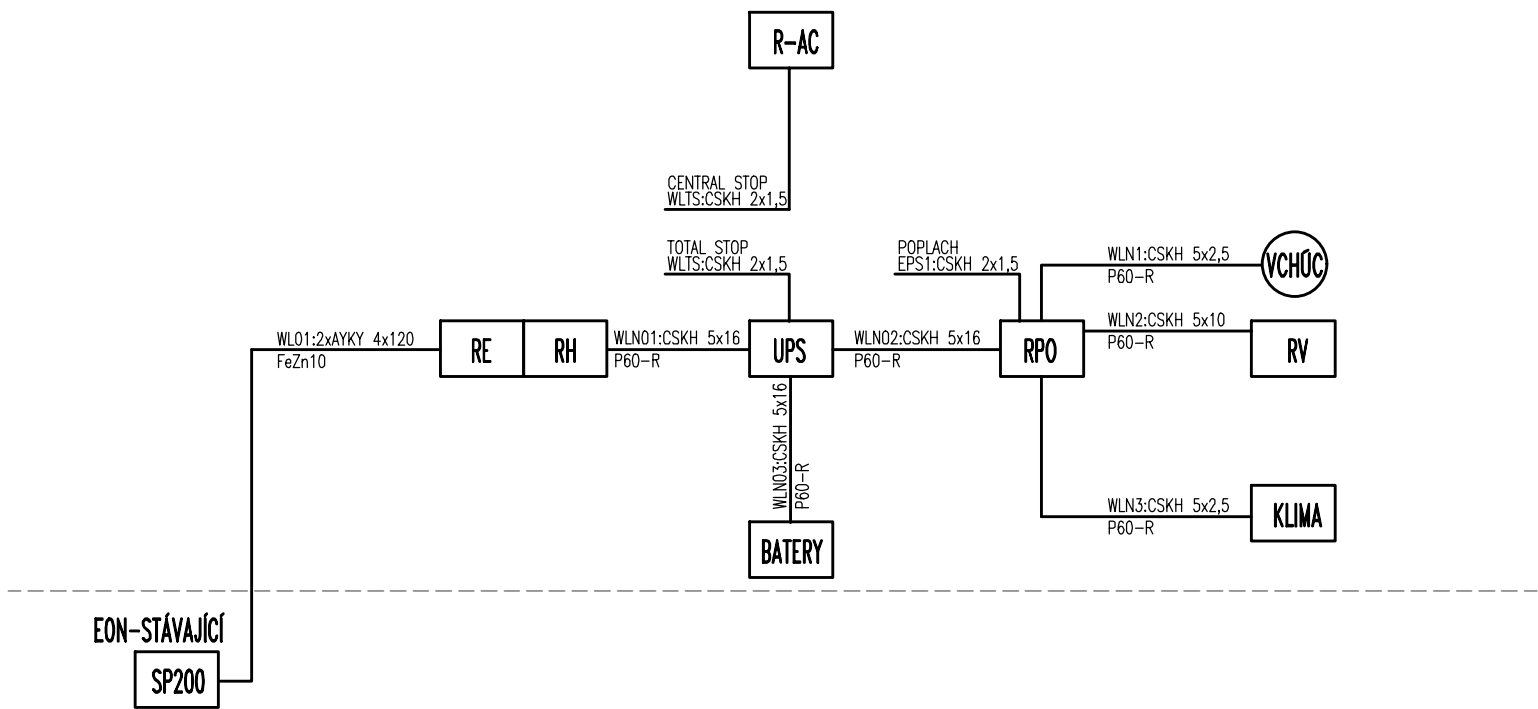 R-AC
CENTRAL STOP
WLTS:CSKH 2x1,5
TOTAL STOP
WLTS:CSKH 2x1,5
POPLACH
EPS1:CSKH 2x1,5
WLN1:CSKH 5x2,5
P60-R
VCHÚC
WL01:2xAYKY 4x120
FeZn10
RE
RH
WLN01:CSKH 5x16
P60-R
UPS
WLN02:CSKH 5x16
P60-R
RPO
WLN2:CSKH 5x10
P60-R
RV
WLN03:CSKH 5x16
P60-R
BATERY
WLN3:CSKH 5x2,5
P60-R
KLIMA
EON-STÁVAJÍCÍ
SP200